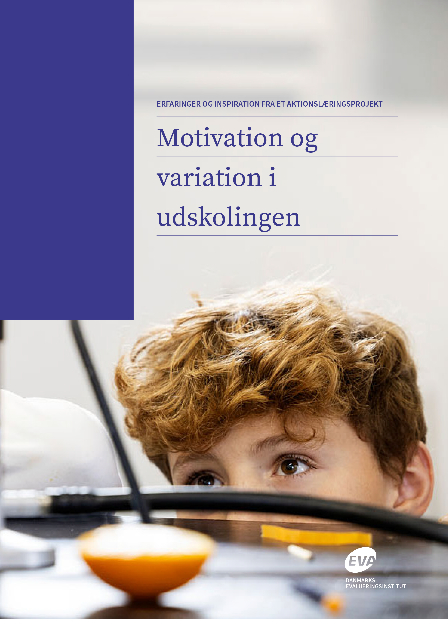 ERFARINGER OG INSPIRATION FRA ET AKTIONSLÆRINGSPROJEKT
Motivation og
variation i
udskolingen
EVA
DANMARKS
EVALUERINGSINSTITUT